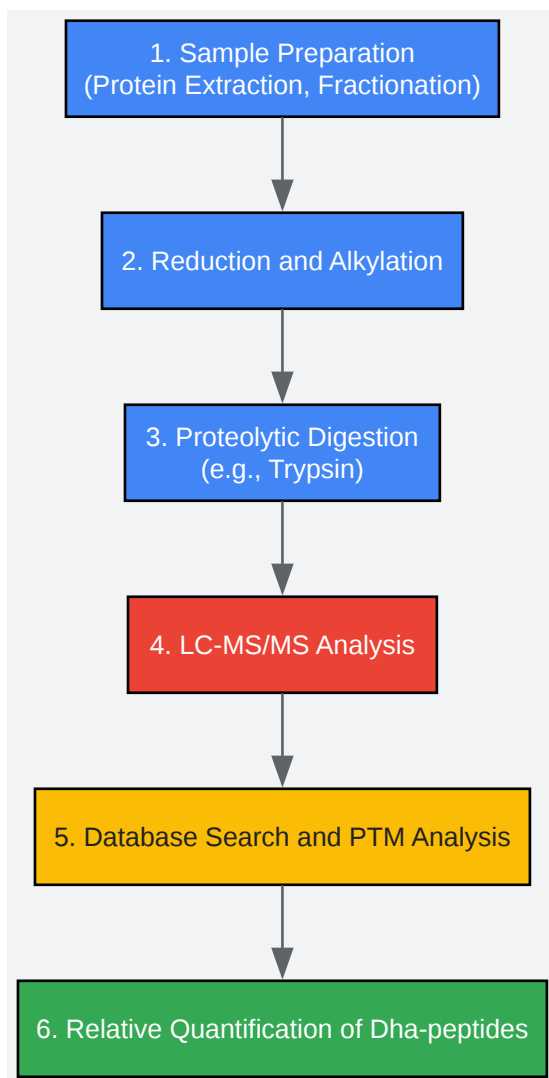 1. Sample Preparation
(Protein Extraction, Fractionation)
2. Reduction and Alkylation
3. Proteolytic Digestion
(e.g., Trypsin)
4. LC-MS/MS Analysis
5. Database Search and PTM Analysis
6. Relative Quantification of Dha-peptides